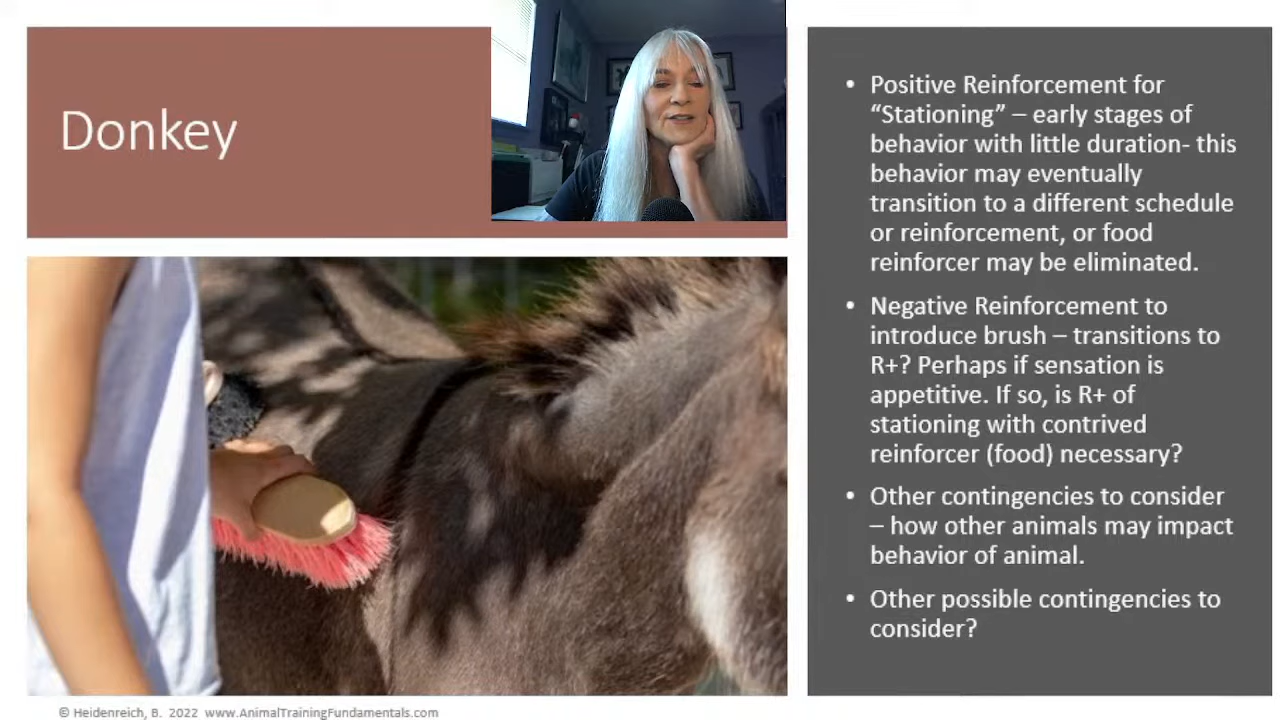 Donkey
• Positive Reinforcement for
“Stationing” – early stages of
behavior with little duration- this
behavior may eventually
transition to a different schedule
or reinforcement, or food
reinforcer may be eliminated.
• Negative Reinforcement to
introduce brush – transitions to
R+? Perhaps if sensation is
appetitive. If so, is R+ of
stationing with contrived
reinforcer (food) necessary?
• Other contingencies to consider
– how other animals may impact
behavior of animal.
• Other possible contingencies to
consider?
© Heidenreich, B. 2022 www.AnimalTrainingFundamentals.com